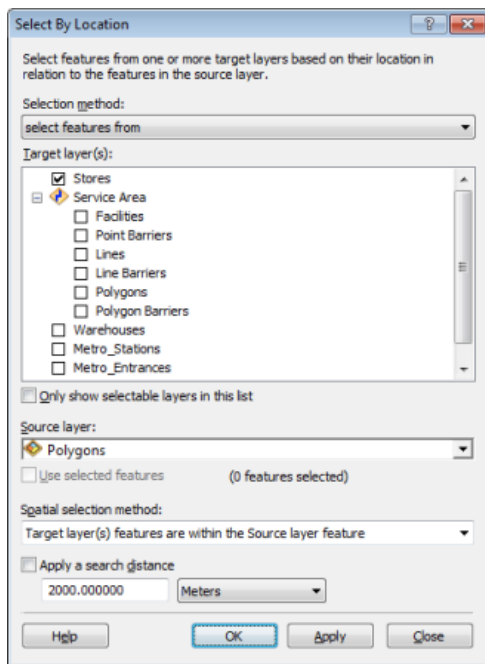 Select By Location
Select features from one or more target layers based on their location in
relation to the features in the source layer.
Selection method:
select features from
Target layer(s):
Stores
Service Area
Facilities
Point Barriers
Lines
Line Barriers
Polygons
Polygon Barriers
Warehouses
Metro_Stations
Metro_Entrances
Only show selectable layers in this list
Source layer:
Polygons
Use selected features (0 features selected)
Spatial selection method:
Target layer(s) features are within the Source layer feature
Apply a search distance
2000.000000 Meters
Help OK Apply Close